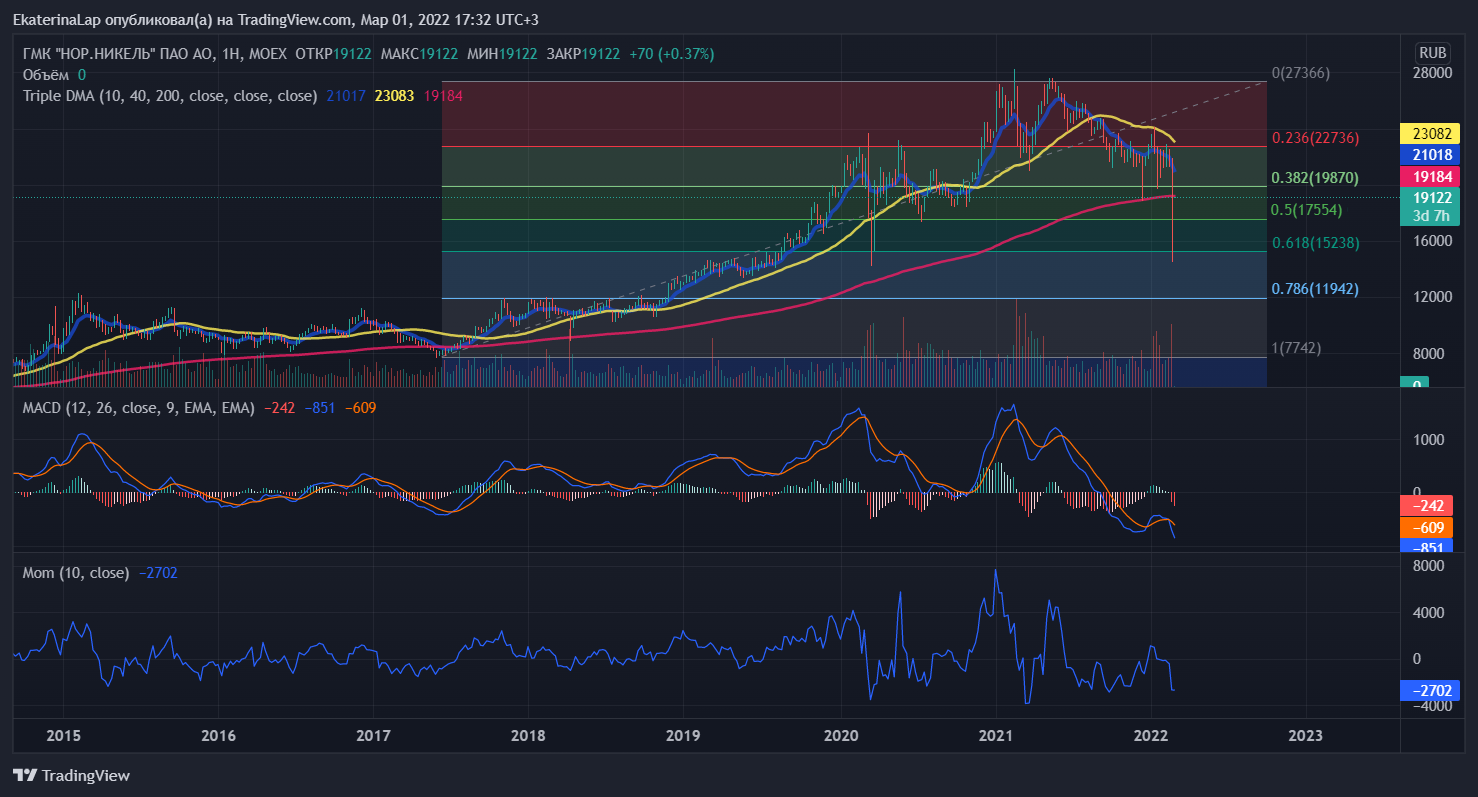 EkaterinaLap опубликовал(а) на TradingView.com, Мар 01, 2022 17:32 UTC+3
ГМК "НОР.НИКЕЛЬ" ПАО АО, 1Н, MOEX ОТКР19122 МАКС19122 МИН19122 ЗАКР19122 +70 (+0.37%)
RUB
Объём 0
28000
0(27366)
Triple DMA (10, 40, 200, close, close, close) 21017 23083 19184
0.236(22736)
23082
21018
0.382(19870)
19184
19122
0.5(17554)
3d 7h
0.618(15238)
16000
0.786(11942)
12000
1(7742)
8000
0
MACD (12, 26, close, 9, EMA, EMA) −242 −851 −609
1000
0
−242
−609
−851
Mom (10, close) −2702
8000
4000
0
−2702
−4000
2015 2016 2017 2018 2019 2020 2021 2022 2023
TradingView